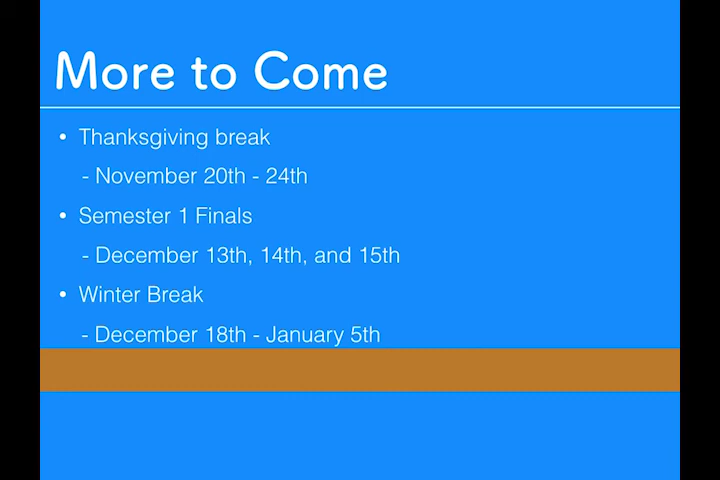 More to Come
• Thanksgiving break
- November 20th - 24th
• Semester 1 Finals
- December 13th, 14th, and 15th
• Winter Break
- December 18th - January 5th